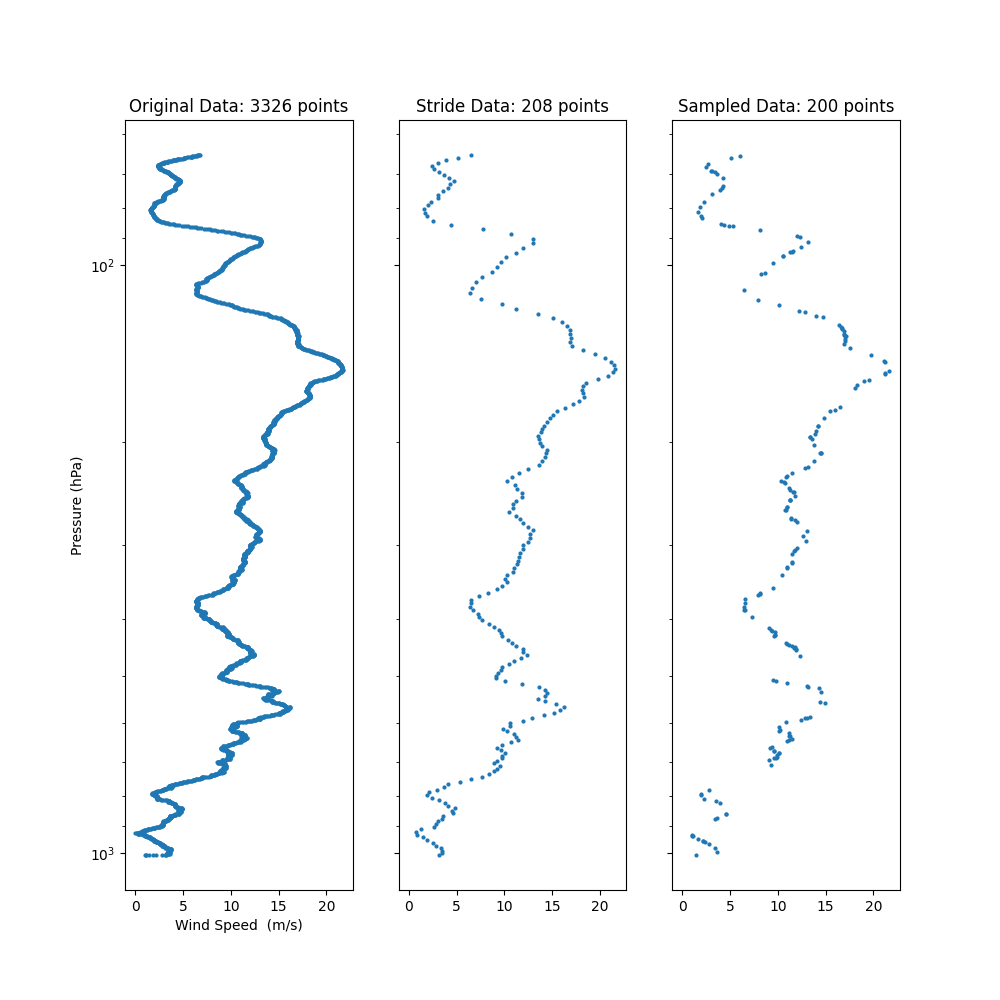 Original Data: 3326 points
Stride Data: 208 points
Sampled Data: 200 points
Pressure (hPa)
10²
10³
0 5 10 15 20
0 5 10 15 20
0 5 10 15 20
Wind Speed  (m/s)